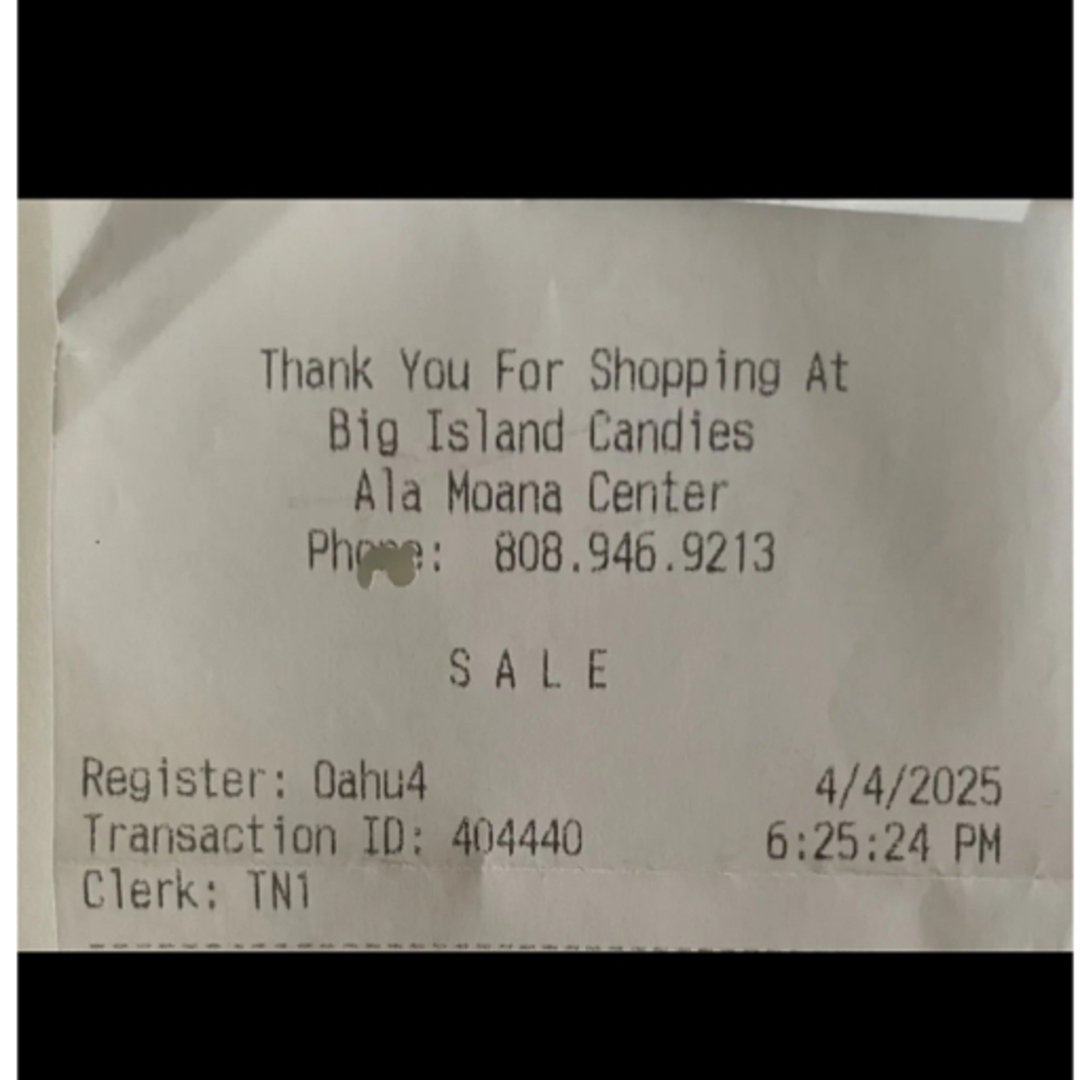 Thank You For Shopping At
Big Island Candies
Ala Moana Center
Phone: 808.946.9213
S A L E
Register: Oahu4 4/4/2025
Transaction ID: 404440 6:25:24 PM
Clerk: TN1